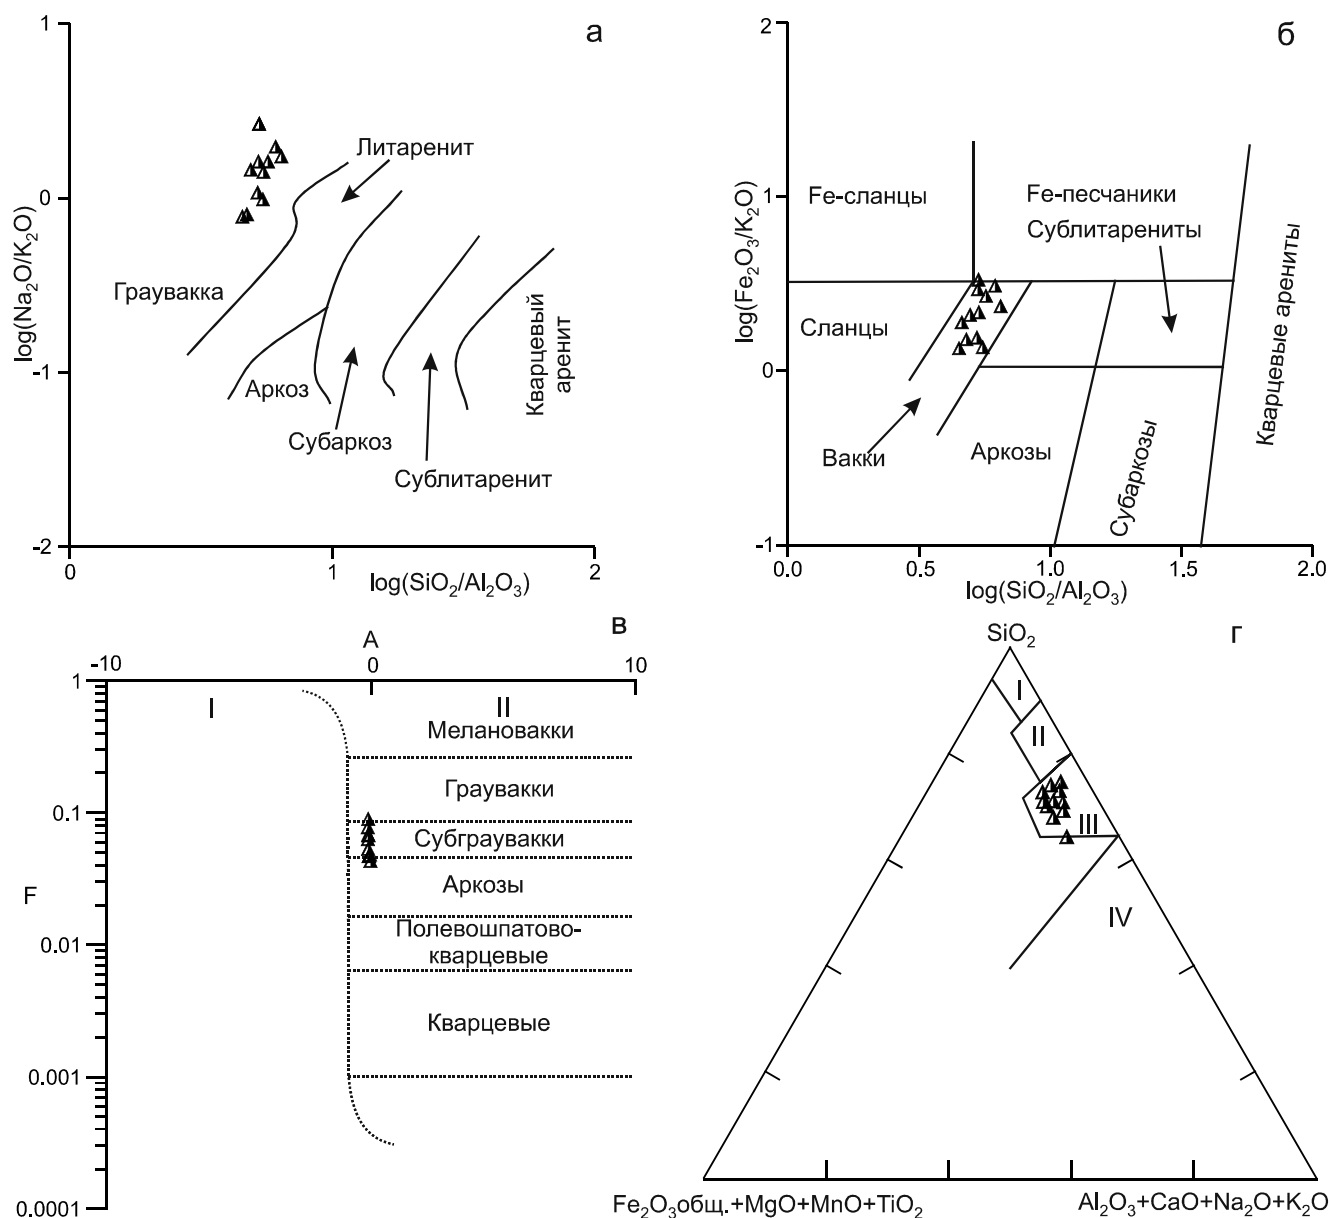 а
1
0
-1
-2
0
1
2
log(Na₂O/K₂O)
log(SiO₂/Al₂O₃)
Литаренит
Граувакка
Аркоз
Субаркоз
Сублитаренит
Кварцевый
аренит
б
2
1
0
-1
0.0
0.5
1.0
1.5
2.0
log(Fe₂O₃/K₂O)
log(SiO₂/Al₂O₃)
Fe-сланцы
Fe-песчаники
Сублитарениты
Сланцы
Вакки
Аркозы
Субаркозы
Кварцевые арениты
в
A
-10
0
10
1
0.1
0.01
0.001
0.0001
F
I
II
Мелановакки
Граувакки
Субграувакки
Аркозы
Полевошпатово-
кварцевые
Кварцевые
г
SiO₂
I
II
III
IV
Fe₂O₃общ.+MgO+MnO+TiO₂
Al₂O₃+CaO+Na₂O+K₂O